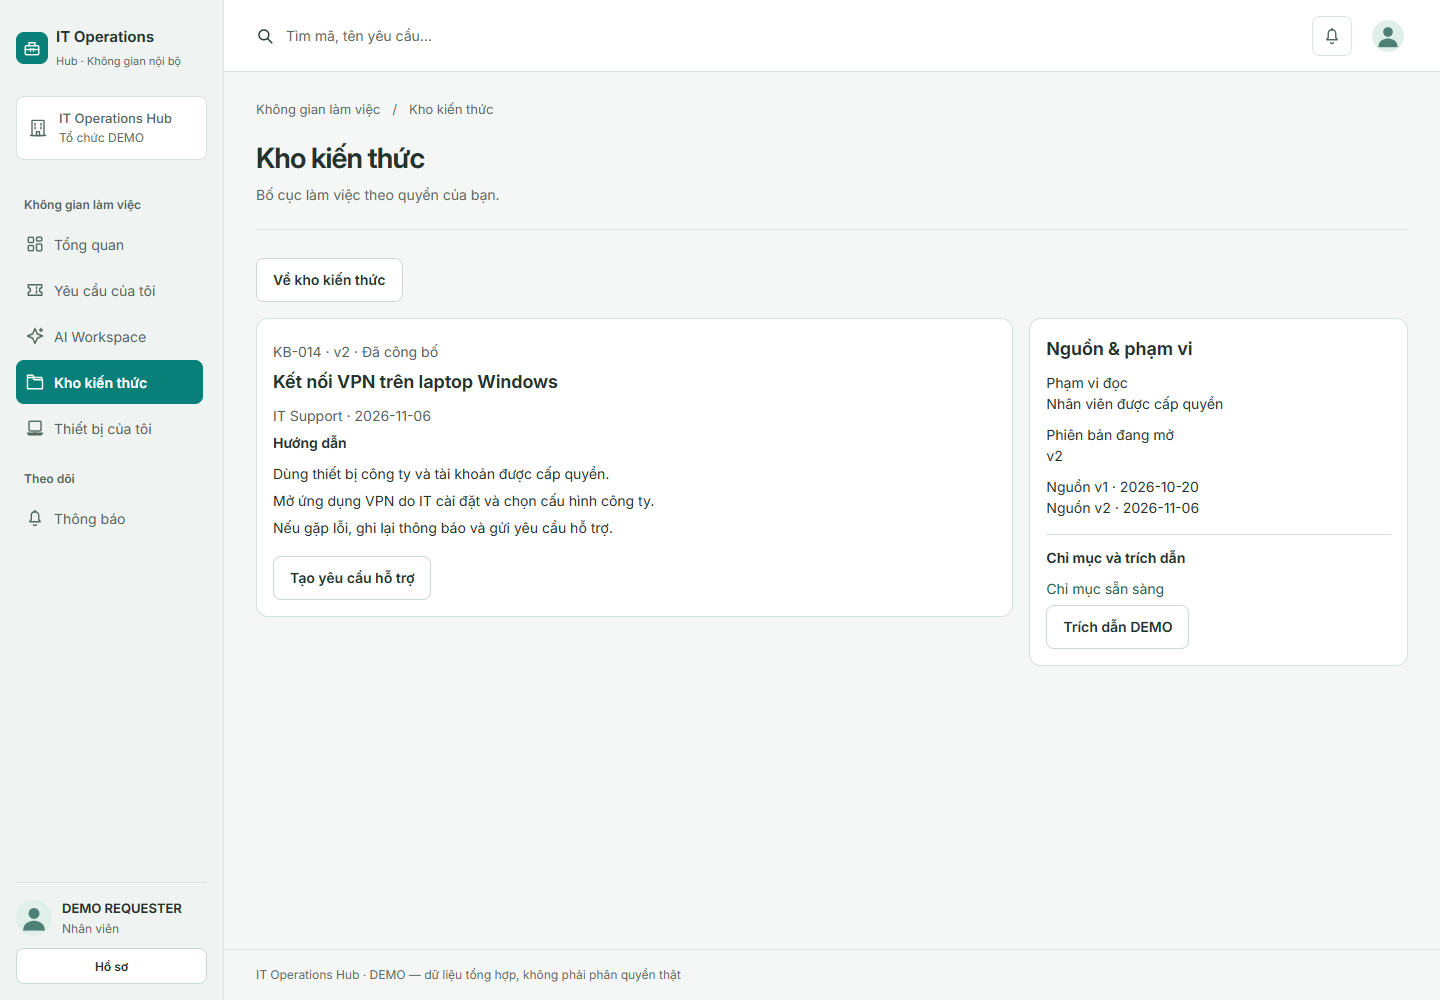 IT Operations
Hub · Không gian nội bộ
IT Operations Hub
Tổ chức DEMO
Không gian làm việc
Tổng quan
Yêu cầu của tôi
AI Workspace
Kho kiến thức
Thiết bị của tôi
Theo dõi
Thông báo
DEMO REQUESTER
Nhân viên
Hồ sơ
Tìm mã, tên yêu cầu...
Không gian làm việc / Kho kiến thức
Kho kiến thức
Bố cục làm việc theo quyền của bạn.
Về kho kiến thức
KB-014 · v2 · Đã công bố
Kết nối VPN trên laptop Windows
IT Support · 2026-11-06
Hướng dẫn
Dùng thiết bị công ty và tài khoản được cấp quyền.
Mở ứng dụng VPN do IT cài đặt và chọn cấu hình công ty.
Nếu gặp lỗi, ghi lại thông báo và gửi yêu cầu hỗ trợ.
Tạo yêu cầu hỗ trợ
Nguồn & phạm vi
Phạm vi đọc
Nhân viên được cấp quyền
Phiên bản đang mở
v2
Nguồn v1 · 2026-10-20
Nguồn v2 · 2026-11-06
Chỉ mục và trích dẫn
Chỉ mục sẵn sàng
Trích dẫn DEMO
IT Operations Hub · DEMO — dữ liệu tổng hợp, không phải phân quyền thật